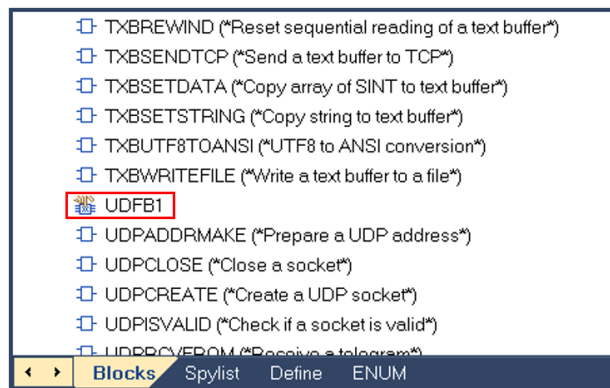 TXBREWIND (*Reset sequential reading of a text buffer*)
TXBSENDTCP (*Send a text buffer to TCP*)
TXBSETDATA (*Copy array of SINT to text buffer*)
TXBSETSTRING (*Copy string to text buffer*)
TXBUTF8TOANSI (*UTF8 to ANSI conversion*)
TXBWRITEFILE (*Write a text buffer to a file*)
UDFB1
UDPADDRMAKE (*Prepare a UDP address*)
UDPCLOSE (*Close a socket*)
UDPCREATE (*Create a UDP socket*)
UDPISVALID (*Check if a socket is valid*)
UDPRCVFROM (*Receive a telegram*)
Blocks Spylist Define ENUM